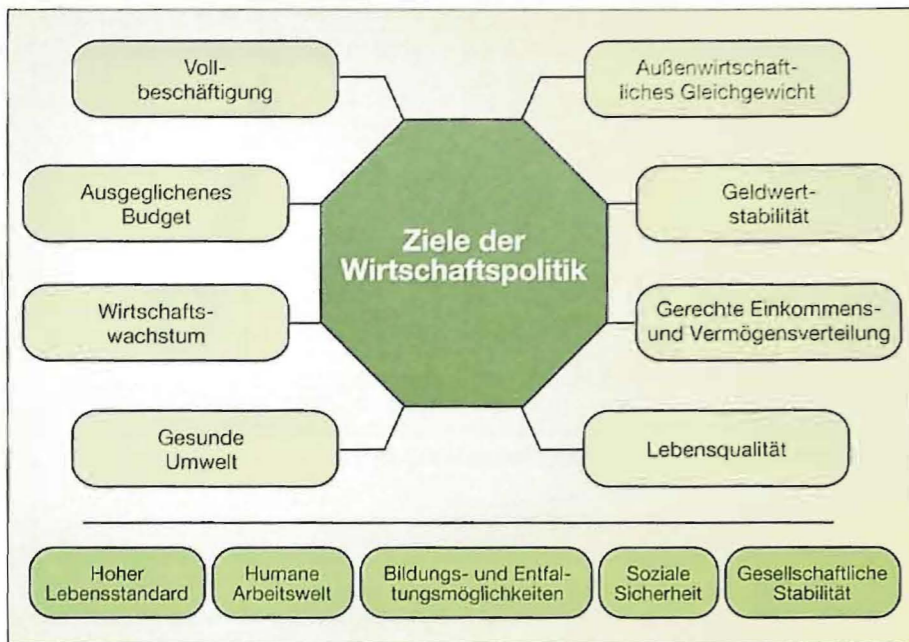 Voll-
beschäftigung
Außenwirtschaft-
liches Gleichgewicht
Ausgeglichenes
Budget
Geldwert-
stabilität
Ziele der
Wirtschaftspolitik
Wirtschafts-
wachstum
Gerechte Einkommens-
und Vermögensverteilung
Gesunde
Umwelt
Lebensqualität
Hoher
Lebensstandard
Humane
Arbeitswelt
Bildungs- und Entfal-
tungsmöglichkeiten
Soziale
Sicherheit
Gesellschaftliche
Stabilität